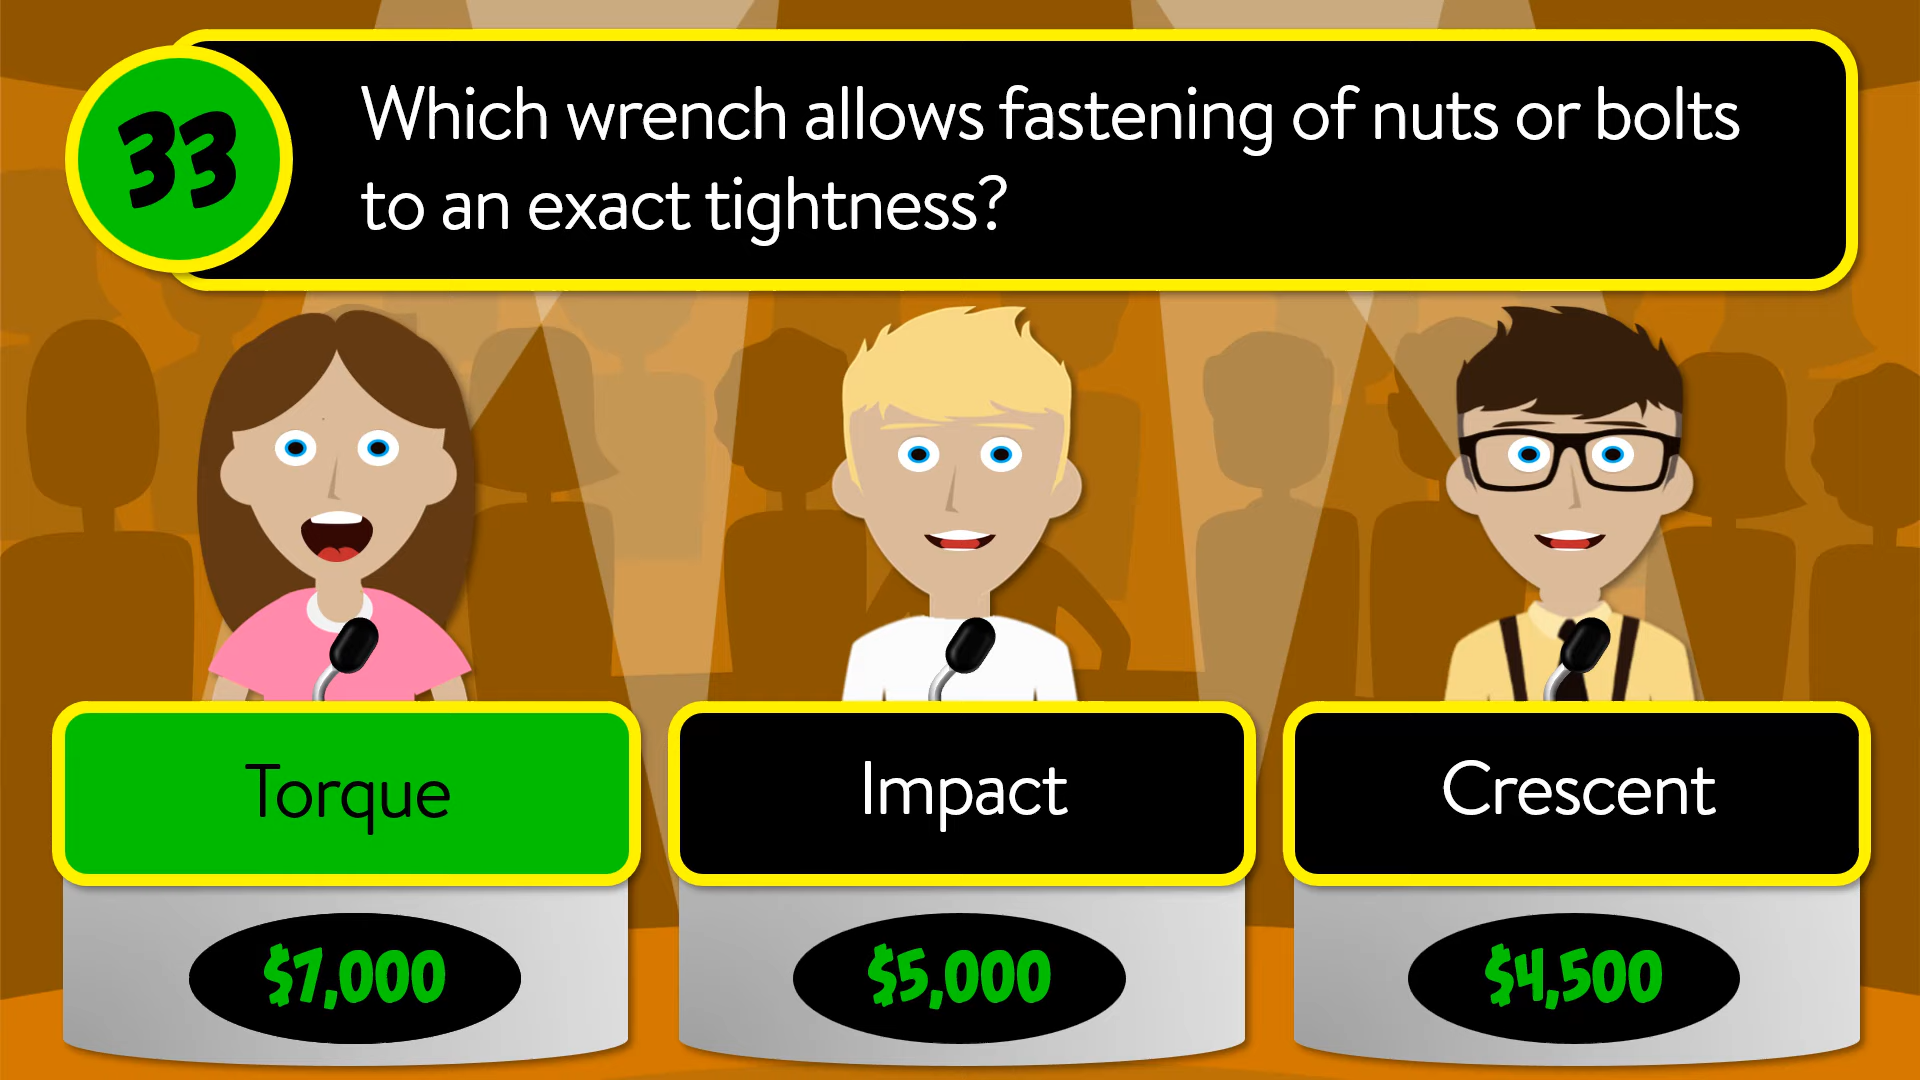 33
Which wrench allows fastening of nuts or bolts
to an exact tightness?
Torque
Impact
Crescent
$7,000
$5,000
$4,500